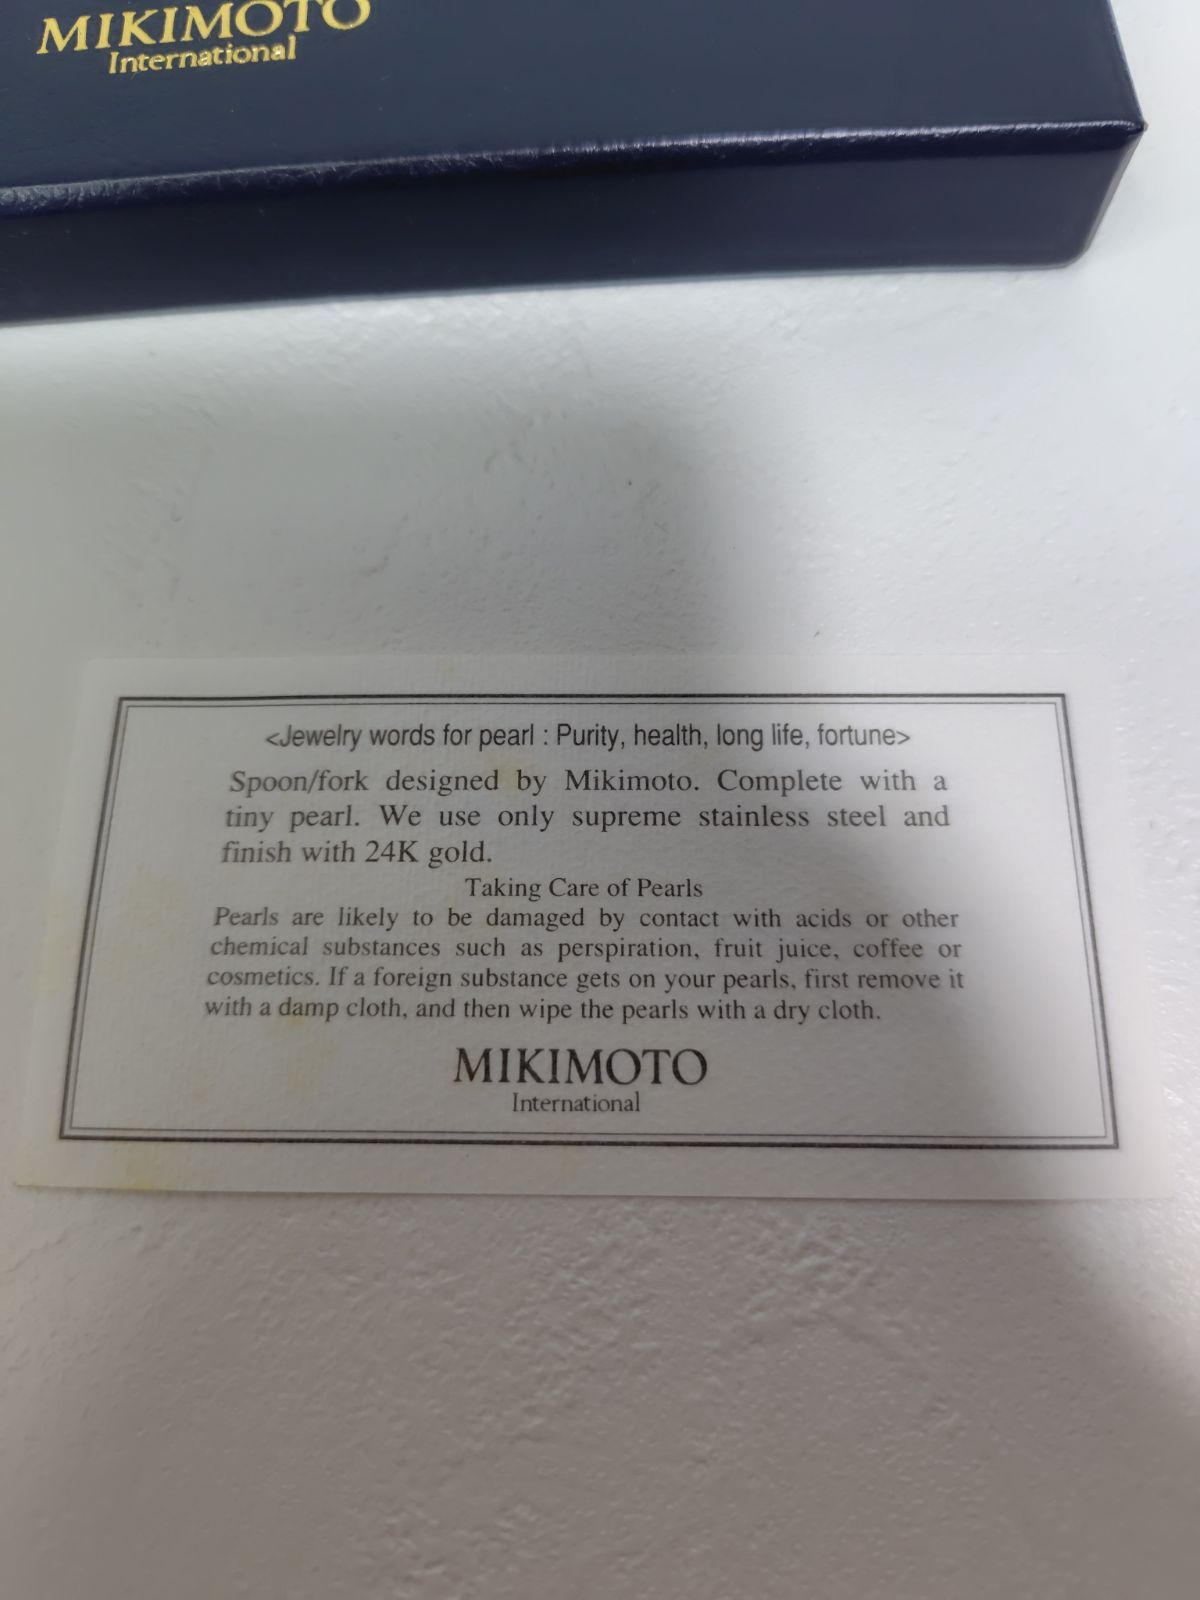 MIKIMOTO
International
<Jewelry words for pearl : Purity, health, long life, fortune>
Spoon/fork designed by Mikimoto. Complete with a
tiny pearl. We use only supreme stainless steel and
finish with 24K gold.
Taking Care of Pearls
Pearls are likely to be damaged by contact with acids or other
chemical substances such as perspiration, fruit juice, coffee or
cosmetics. If a foreign substance gets on your pearls, first remove it
with a damp cloth, and then wipe the pearls with a dry cloth.
MIKIMOTO
International